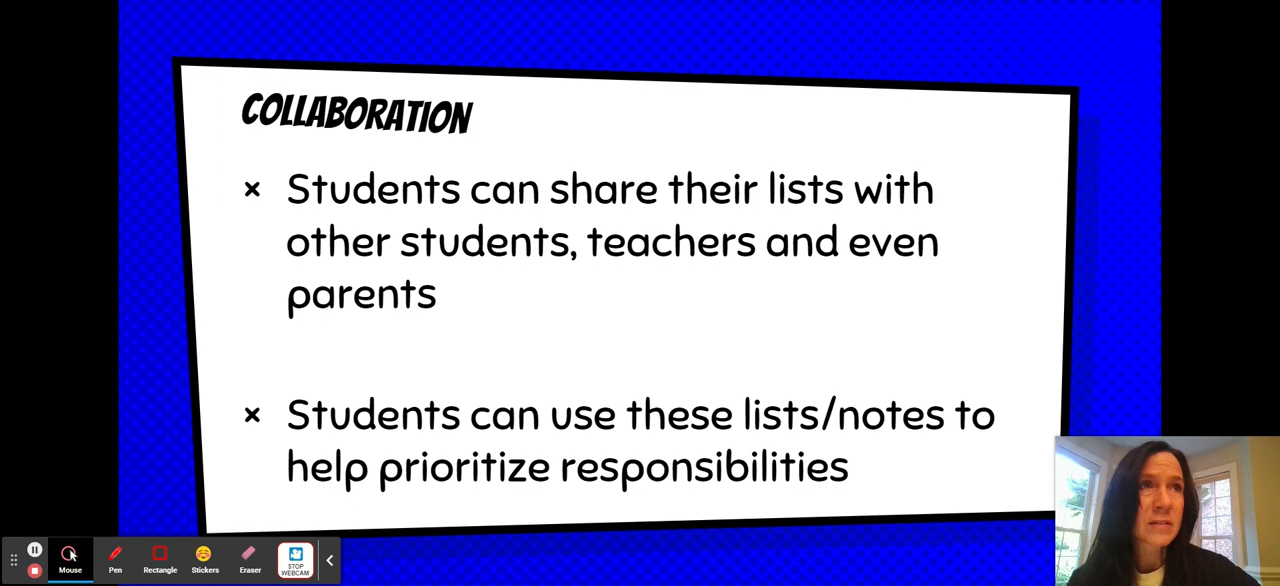 COLLABORATION
× Students can share their lists with
other students, teachers and even
parents
× Students can use these lists/notes to
help prioritize responsibilities
Mouse
Pen
Rectangle
Stickers
Eraser
STOP
WEBCAM